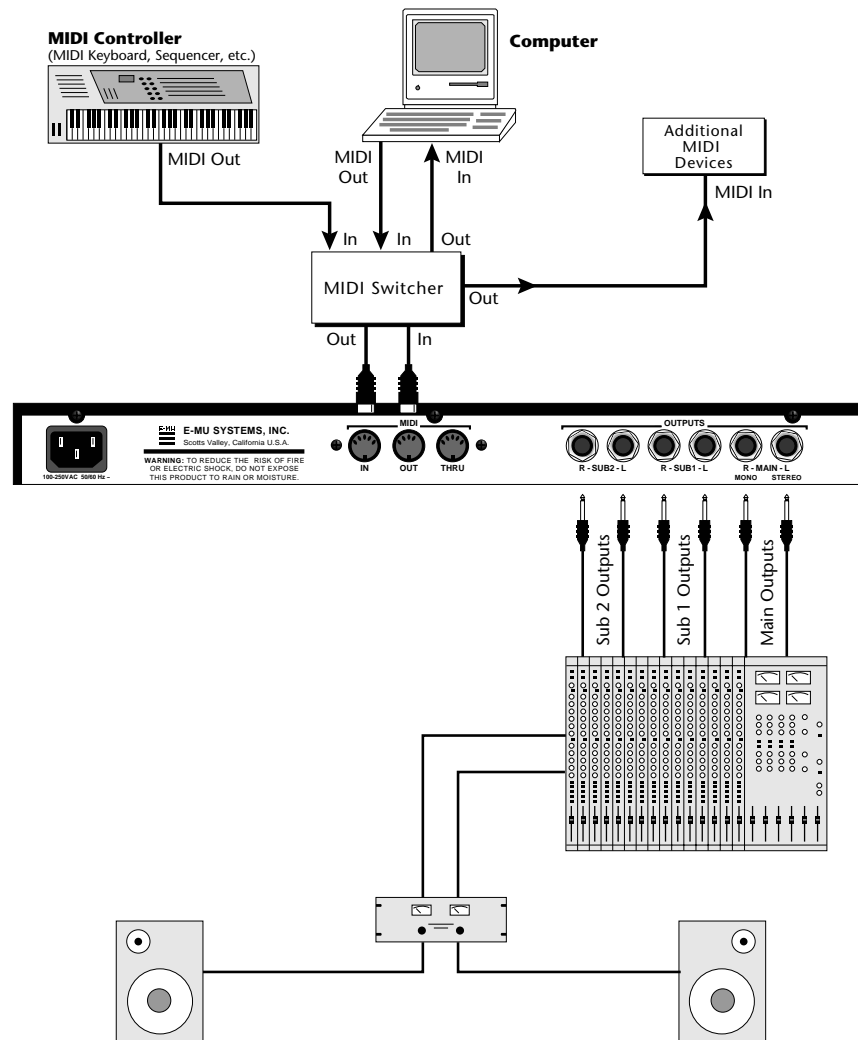 MIDI Controller
(MIDI Keyboard, Sequencer, etc.)
Computer
MIDI Out
MIDI
Out
MIDI
In
Additional
MIDI
Devices
MIDI In
In
In
Out
MIDI Switcher
Out
Out
In
E-MU
E-MU SYSTEMS, INC.
Scotts Valley, California U.S.A.
WARNING: TO REDUCE THE RISK OF FIRE
OR ELECTRIC SHOCK, DO NOT EXPOSE
THIS PRODUCT TO RAIN OR MOISTURE.
100-250VAC 50/60 Hz ~
MIDI
IN
OUT
THRU
OUTPUTS
R - SUB2 - L
R - SUB1 - L
R - MAIN - L
MONO
STEREO
Sub 2 Outputs
Sub 1 Outputs
Main Outputs